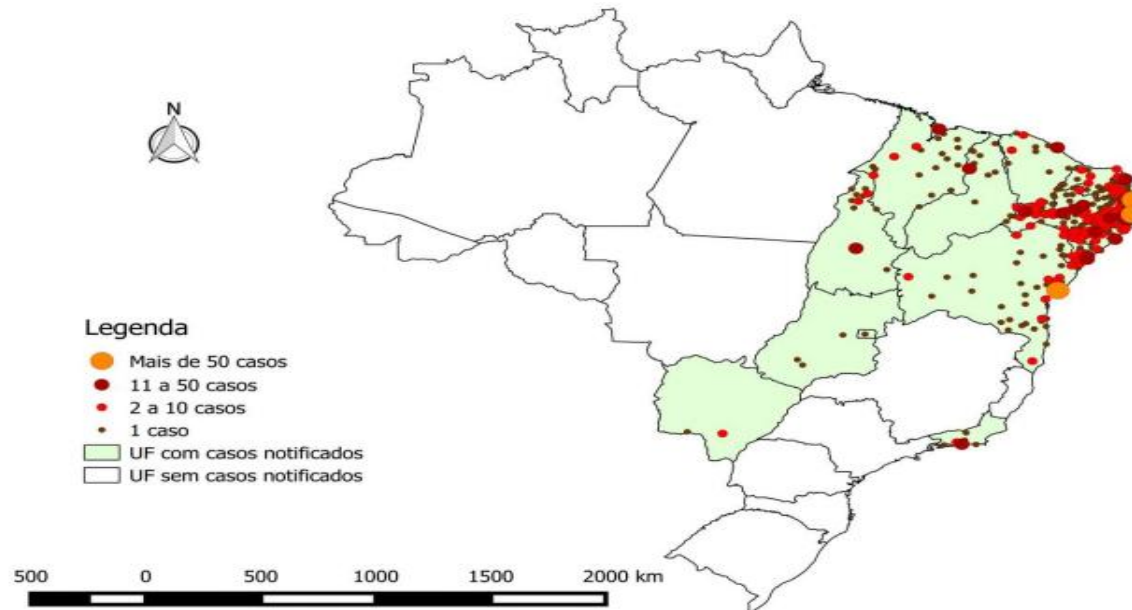 N
Legenda
Mais de 50 casos
11 a 50 casos
2 a 10 casos
1 caso
UF com casos notificados
UF sem casos notificados
500 0 500 1000 1500 2000 km